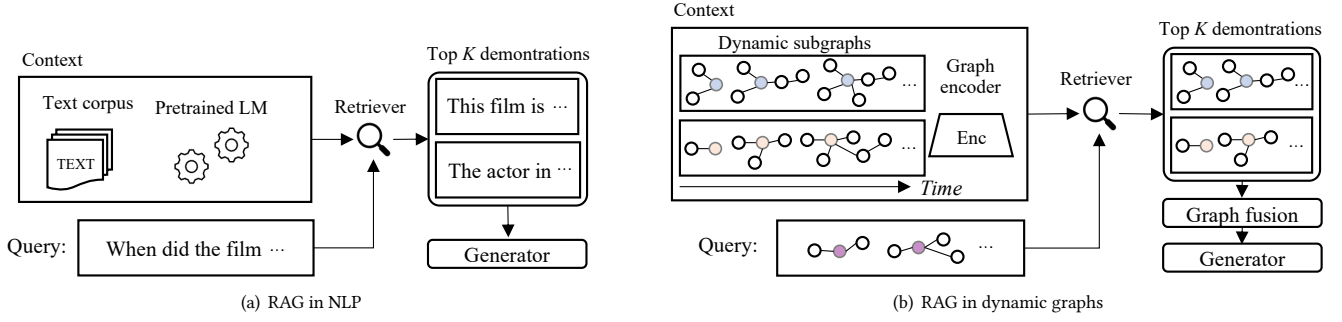 Context
Text corpus
Pretrained LM
TEXT
Retriever
Top K demontrations
This film is ...
The actor in ...
Query:
When did the film ...
Generator
(a) RAG in NLP
Context
Dynamic subgraphs
...
...
Time
Graph
encoder
Enc
Retriever
Top K demontrations
...
...
Graph fusion
Generator
Query:
...
(b) RAG in dynamic graphs